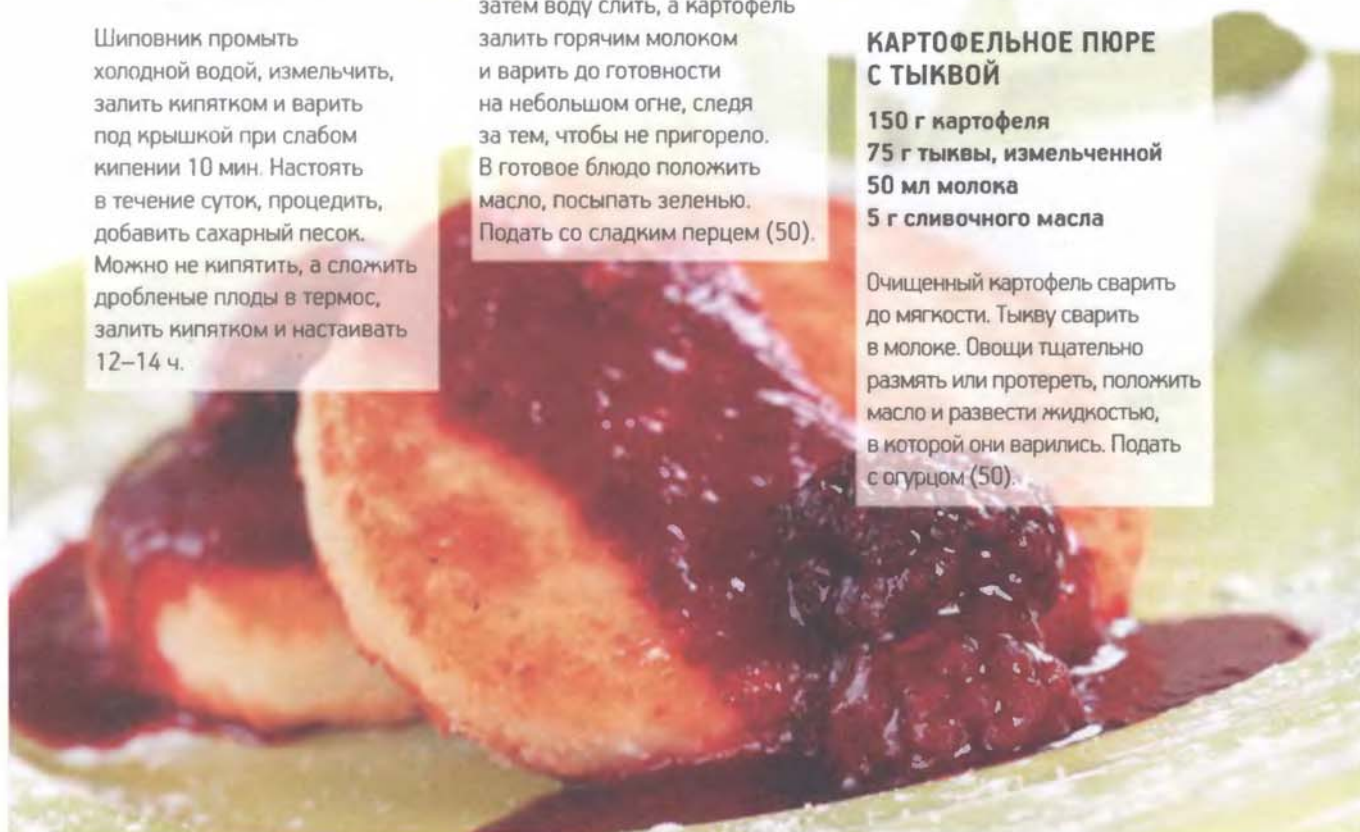 Шиповник промыть
холодной водой, измельчить,
залить кипятком и варить
под крышкой при слабом
кипении 10 мин. Настоять
в течение суток, процедить,
добавить сахарный песок.
Можно не кипятить, а сложить
дробленые плоды в термос,
залить кипятком и настаивать
12–14 ч.
затем воду слить, а картофель
залить горячим молоком
и варить до готовности
на небольшом огне, следя
за тем, чтобы не пригорело.
В готовое блюдо положить
масло, посыпать зеленью.
Подать со сладким перцем (50).
КАРТОФЕЛЬНОЕ ПЮРЕ
С ТЫКВОЙ
150 г картофеля
75 г тыквы, измельченной
50 мл молока
5 г сливочного масла
Очищенный картофель сварить
до мягкости. Тыкву сварить
в молоке. Овощи тщательно
размять или протереть, положить
масло и развести жидкостью,
в которой они варились. Подать
с огурцом (50).